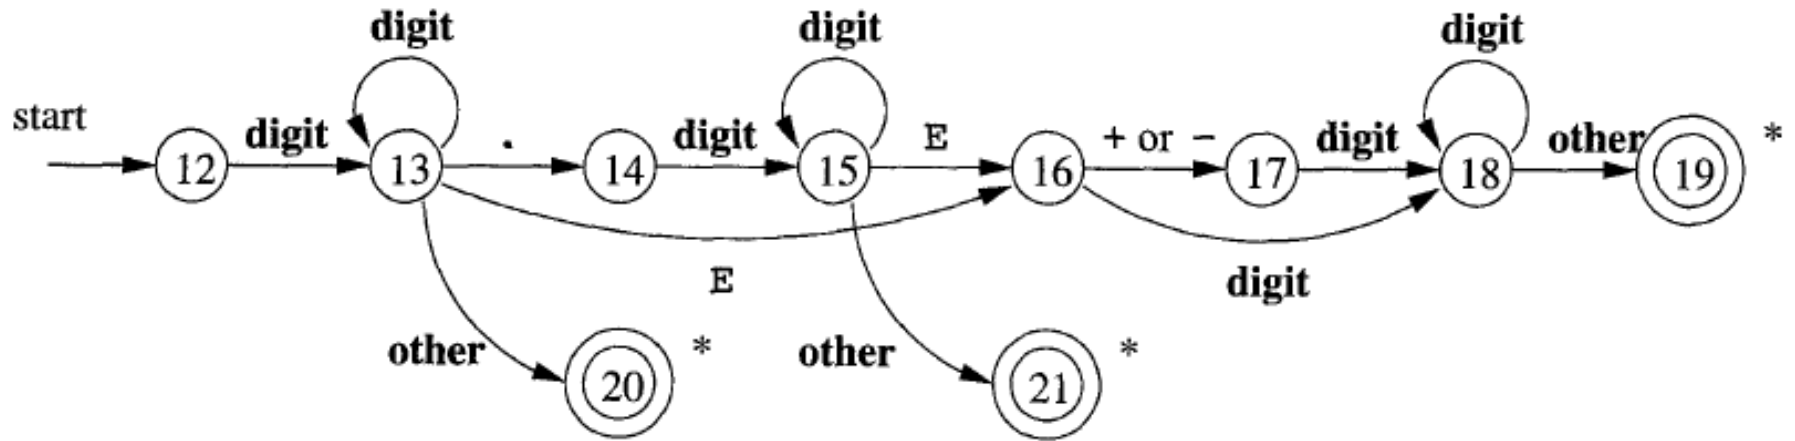 digit digit digit
start
digit . digit E + or - digit other *
12 13 14 15 16 17 18 19
E digit
other * other *
20 21